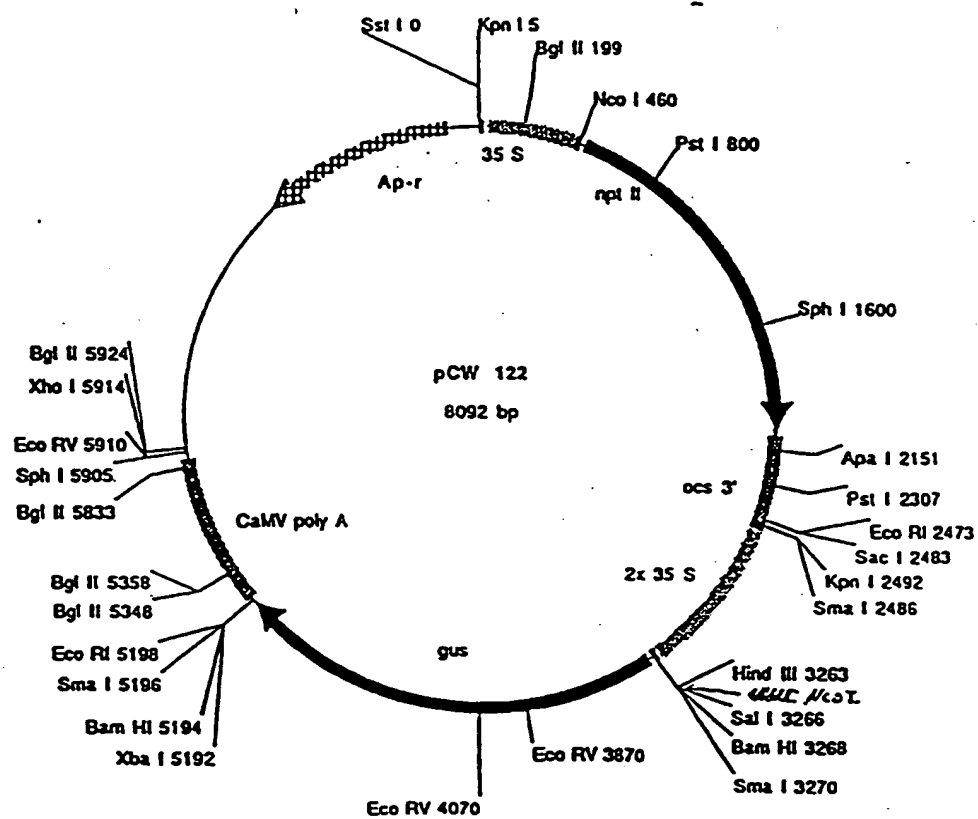 Sst I 0
Kpn I 5
Bgl II 199
Nco I 460
Pst I 800
35 S
Ap-r
npt II
Sph I 1600
pCW 122
8092 bp
Bgl II 5924
Xho I 5914
Eco RV 5910
Sph I 5905.
Bgl II 5833
CaMV poly A
Apa I 2151
ocs 3'
Pst I 2307
Eco RI 2473
Sac I 2483
Kpn I 2492
Sma I 2486
2x 35 S
Bgl II 5358
Bgl II 5348
Eco RI 5198
Sma I 5196
Bam HI 5194
Xba I 5192
gus
Hind III 3263
Nco I
Sal I 3266
Bam HI 3268
Sma I 3270
Eco RV 3870
Eco RV 4070